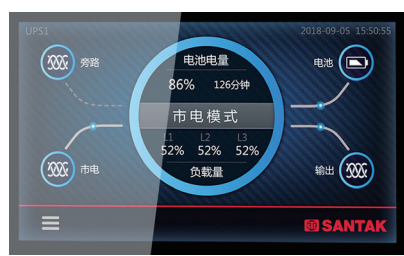 UPS1
2018-09-05 15:50:55
旁路
电池电量
电池
86% 126分钟
市电模式
L1 L2 L3
52% 52% 52%
市电
负载量
输出
SANTAK